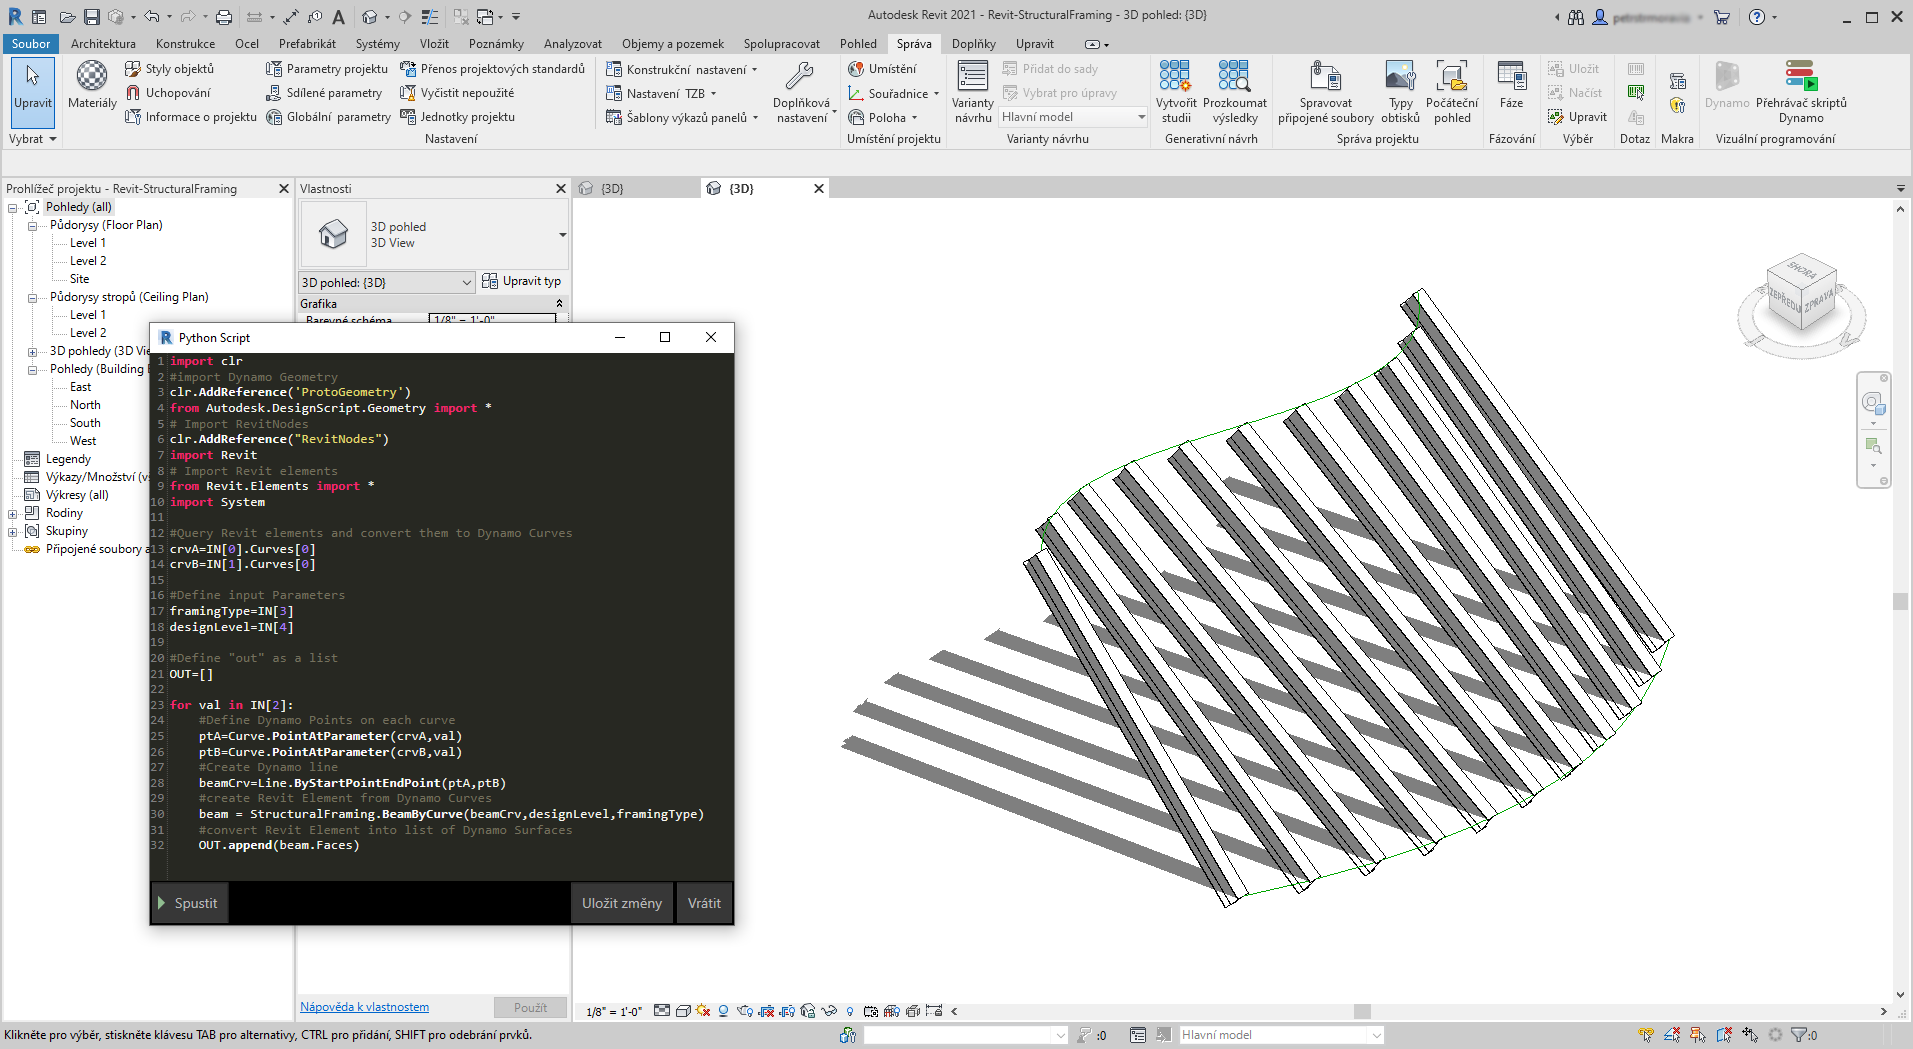 Autodesk Revit 2021 - Revit-StructuralFraming - 3D pohled: {3D}
Soubor Architektura Konstrukce Ocel Prefabrikát Systémy Vložit Poznámky Analyzovat Objemy a pozemek Spolupracovat Pohled Správa Doplňky Upravit
Upravit
Vybrat
Materiály
Styly objektů
Uchopování
Informace o projektu
Parametry projektu
Sdílené parametry
Globální parametry
Přenos projektových standardů
Vyčistit nepoužité
Jednotky projektu
Nastavení
Konstrukční nastavení
Nastavení TZB
Šablony výkazů panelů
Doplňková
nastavení
Umístění
Souřadnice
Poloha
Umístění projektu
Varianty
návrhu
Přidat do sady
Vybrat pro úpravy
Hlavní model
Varianty návrhu
Vytvořit
studii
Prozkoumat
výsledky
Generativní návrh
Spravovat
připojené soubory
Typy
obtisků
Počáteční
pohled
Správa projektu
Fáze
Fázování
Uložit
Načíst
Upravit
Výběr
Dotaz
Makra
Dynamo
Přehrávač skriptů
Dynamo
Vizuální programování
Prohlížeč projektu - Revit-StructuralFraming
Pohledy (all)
Půdorysy (Floor Plan)
Level 1
Level 2
Site
Půdorysy stropů (Ceiling Plan)
Level 1
Level 2
3D pohledy (3D Vie
Pohledy (Building E
East
North
South
West
Legendy
Výkazy/Množství (v
Výkresy (all)
Rodiny
Skupiny
Připojené soubory a
Vlastnosti
3D pohled
3D View
3D pohled: {3D}
Upravit typ
Grafika
Barevné schéma
1/8" = 1'-0"
Nápověda k vlastnostem
Použít
{3D}
{3D}
SHORA
ZEPŘEDU
ZPRAVA
Python Script
1 import clr
2 #import Dynamo Geometry
3 clr.AddReference('ProtoGeometry')
4 from Autodesk.DesignScript.Geometry import *
5 # Import RevitNodes
6 clr.AddReference("RevitNodes")
7 import Revit
8 # Import Revit elements
9 from Revit.Elements import *
10 import System
11
12 #Query Revit elements and convert them to Dynamo Curves
13 crvA=IN[0].Curves[0]
14 crvB=IN[1].Curves[0]
15
16 #Define input Parameters
17 framingType=IN[3]
18 designLevel=IN[4]
19
20 #Define "out" as a list
21 OUT=[]
22
23 for val in IN[2]:
24 #Define Dynamo Points on each curve
25 ptA=Curve.PointAtParameter(crvA,val)
26 ptB=Curve.PointAtParameter(crvB,val)
27 #Create Dynamo line
28 beamCrv=Line.ByStartPointEndPoint(ptA,ptB)
29 #create Revit Element from Dynamo Curves
30 beam = StructuralFraming.BeamByCurve(beamCrv,designLevel,framingType)
31 #convert Revit Element into list of Dynamo Surfaces
32 OUT.append(beam.Faces)
Spustit
Uložit změny
Vrátit
1/8" = 1'-0"
Klikněte pro výběr, stiskněte klávesu TAB pro alternativy, CTRL pro přidání, SHIFT pro odebrání prvků.
:0
Hlavní model
:0